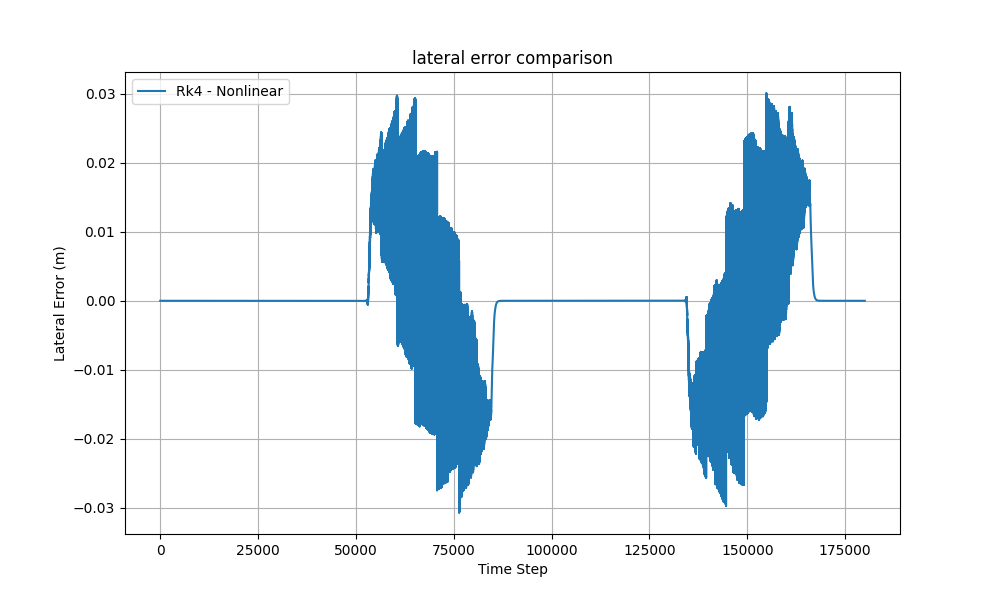 lateral error comparison
Rk4 - Nonlinear
0.03
0.02
0.01
0.00
−0.01
−0.02
−0.03
Lateral Error (m)
0 25000 50000 75000 100000 125000 150000 175000
Time Step